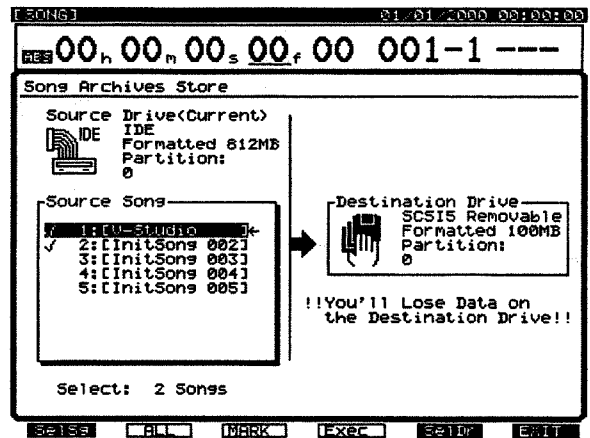 [SONG] 01/01/2000 00:00:00
MES 00h 00m 00s 00f 00 001-1 ---
Song Archives Store
Source Drive(Current)
IDE
IDE
Formatted 812MB
Partition:
0
Source Song
✓ 1:[V-Studio ]←
✓ 2:[InitSong 002]
3:[InitSong 003]
4:[InitSong 004]
5:[InitSong 005]
Select: 2 Songs
Destination Drive
SCSI5 Removable
Formatted 100MB
Partition:
0
!!You'll Lose Data on
the Destination Drive!!
SelSg ALL MARK Exec SelDr EXIT